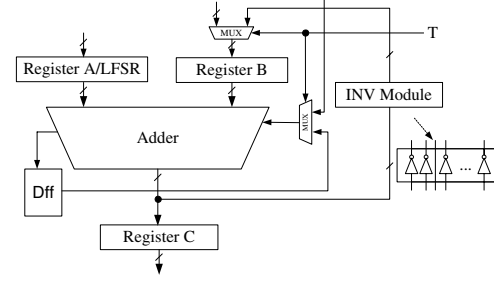 MUX
T
Register A/LFSR
Register B
INV Module
MUX
Adder
...
Dff
Register C